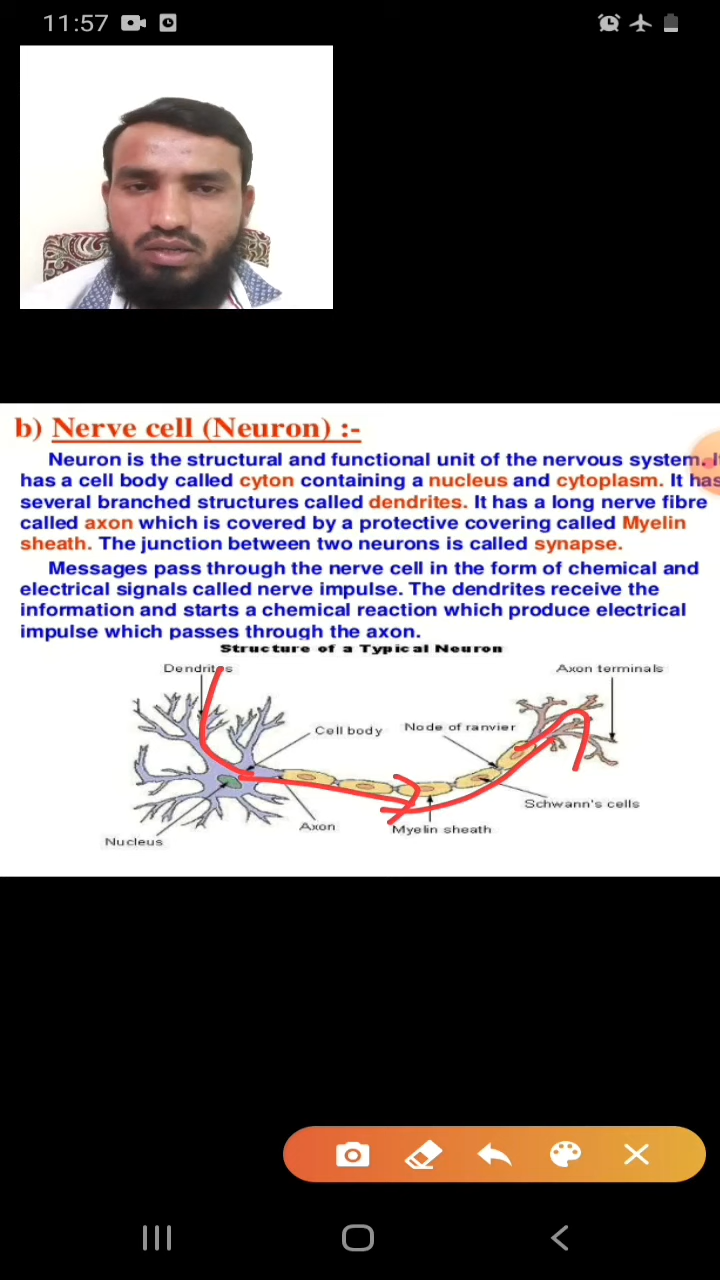 11:57
b) Nerve cell (Neuron) :-
Neuron is the structural and functional unit of the nervous system. It
has a cell body called cyton containing a nucleus and cytoplasm. It has
several branched structures called dendrites. It has a long nerve fibre
called axon which is covered by a protective covering called Myelin
sheath. The junction between two neurons is called synapse.
Messages pass through the nerve cell in the form of chemical and
electrical signals called nerve impulse. The dendrites receive the
information and starts a chemical reaction which produce electrical
impulse which passes through the axon.
Structure of a Typical Neuron
Dendrites
Axon terminals
Cell body
Node of ranvier
Schwann's cells
Axon
Myelin sheath
Nucleus